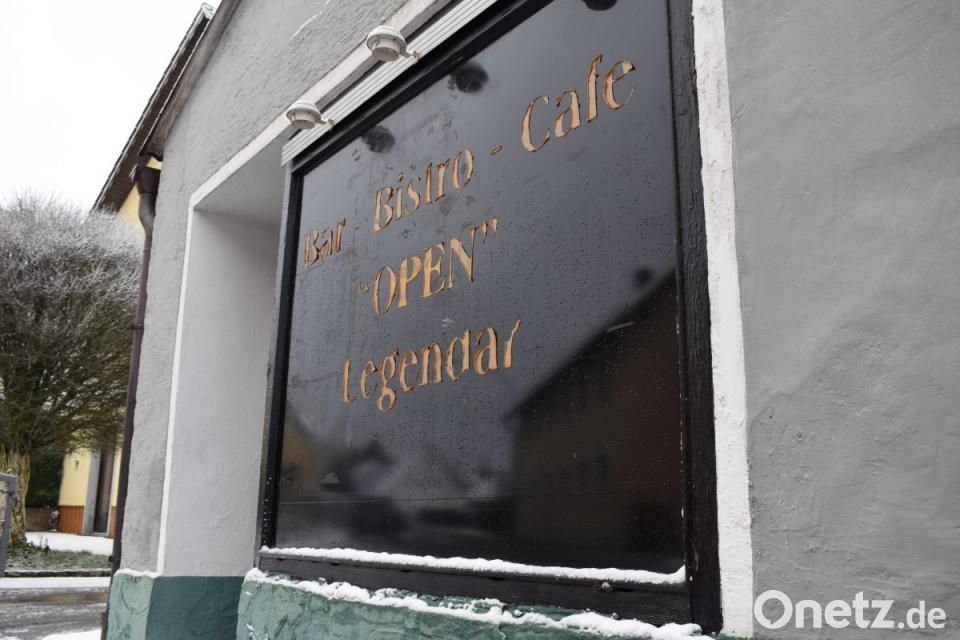 Bar - Bistro - Cafe
"OPEN"
Legendar
Onetz.de